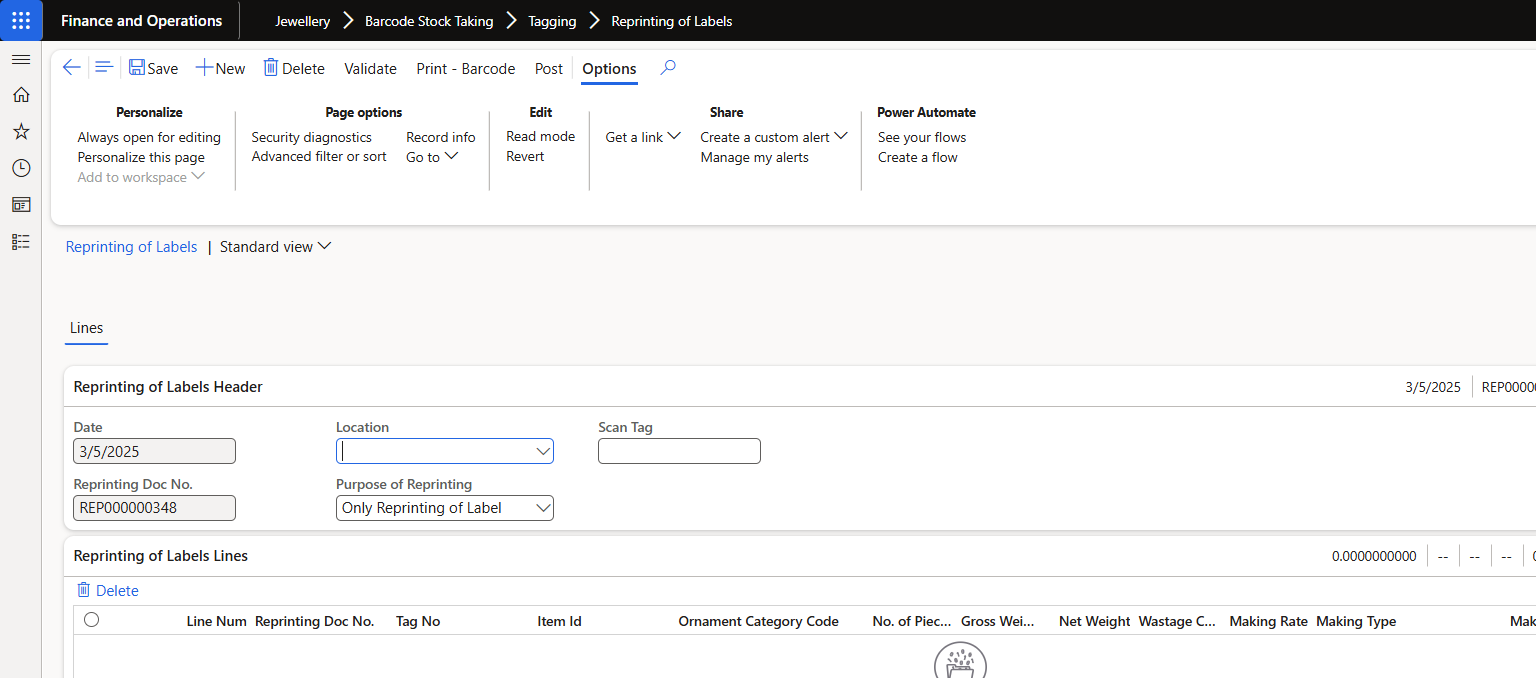 Finance and Operations Jewellery Barcode Stock Taking Tagging Reprinting of Labels
Save New Delete Validate Print - Barcode Post Options
Personalize
Always open for editing
Personalize this page
Add to workspace
Page options
Security diagnostics Record info
Advanced filter or sort Go to
Edit
Read mode
Revert
Share
Get a link Create a custom alert
Manage my alerts
Power Automate
See your flows
Create a flow
Reprinting of Labels | Standard view
Lines
Reprinting of Labels Header 3/5/2025 REP0000
Date Location Scan Tag
3/5/2025
Reprinting Doc No. Purpose of Reprinting
REP000000348 Only Reprinting of Label
Reprinting of Labels Lines 0.0000000000 -- -- --
Delete
Line Num Reprinting Doc No. Tag No Item Id Ornament Category Code No. of Piec... Gross Wei... Net Weight Wastage C... Making Rate Making Type Mak